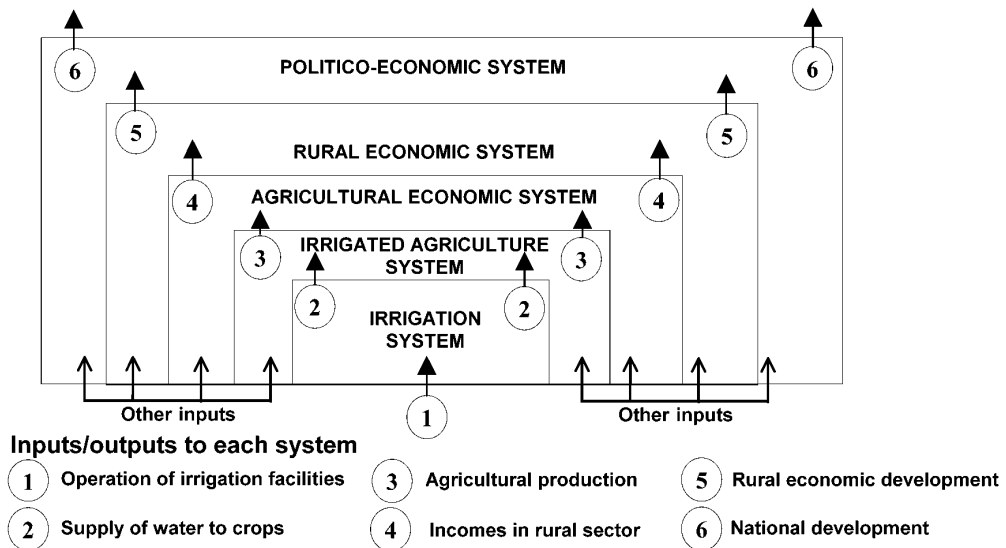 6 POLITICO-ECONOMIC SYSTEM 6
5 5
RURAL ECONOMIC SYSTEM
4 AGRICULTURAL ECONOMIC SYSTEM 4
3 IRRIGATED AGRICULTURE 3
SYSTEM
2 2
IRRIGATION
SYSTEM
Other inputs 1 Other inputs
Inputs/outputs to each system
1 Operation of irrigation facilities 3 Agricultural production 5 Rural economic development
2 Supply of water to crops 4 Incomes in rural sector 6 National development